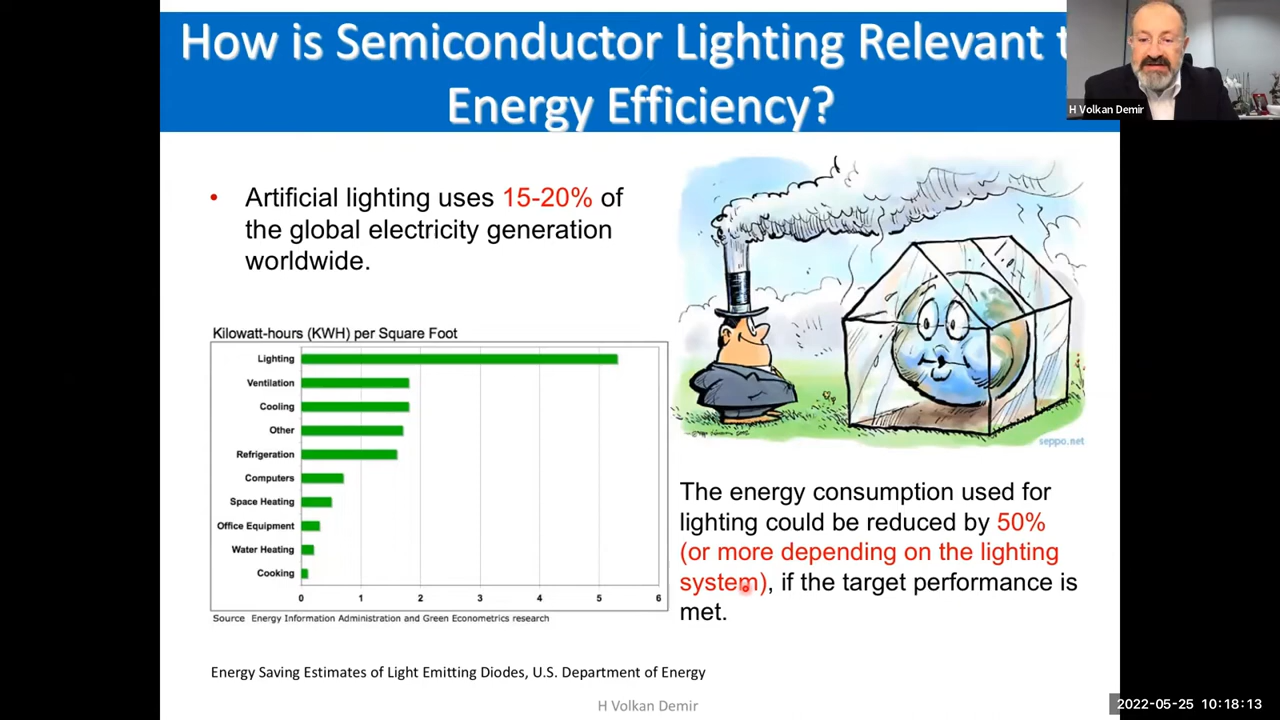 How is Semiconductor Lighting Relevant
Energy Efficiency?
H Volkan Demir
• Artificial lighting uses 15-20% of
the global electricity generation
worldwide.
Kilowatt-hours (KWH) per Square Foot
Lighting
Ventilation
Cooling
Other
Refrigeration
Computers
Space Heating
Office Equipment
Water Heating
Cooking
0 1 2 3 4 5 6
Source Energy Information Administration and Green Econometrics research
seppo.net
The energy consumption used for
lighting could be reduced by 50%
(or more depending on the lighting
system), if the target performance is
met.
Energy Saving Estimates of Light Emitting Diodes, U.S. Department of Energy
H Volkan Demir
2022-05-25 10:18:13